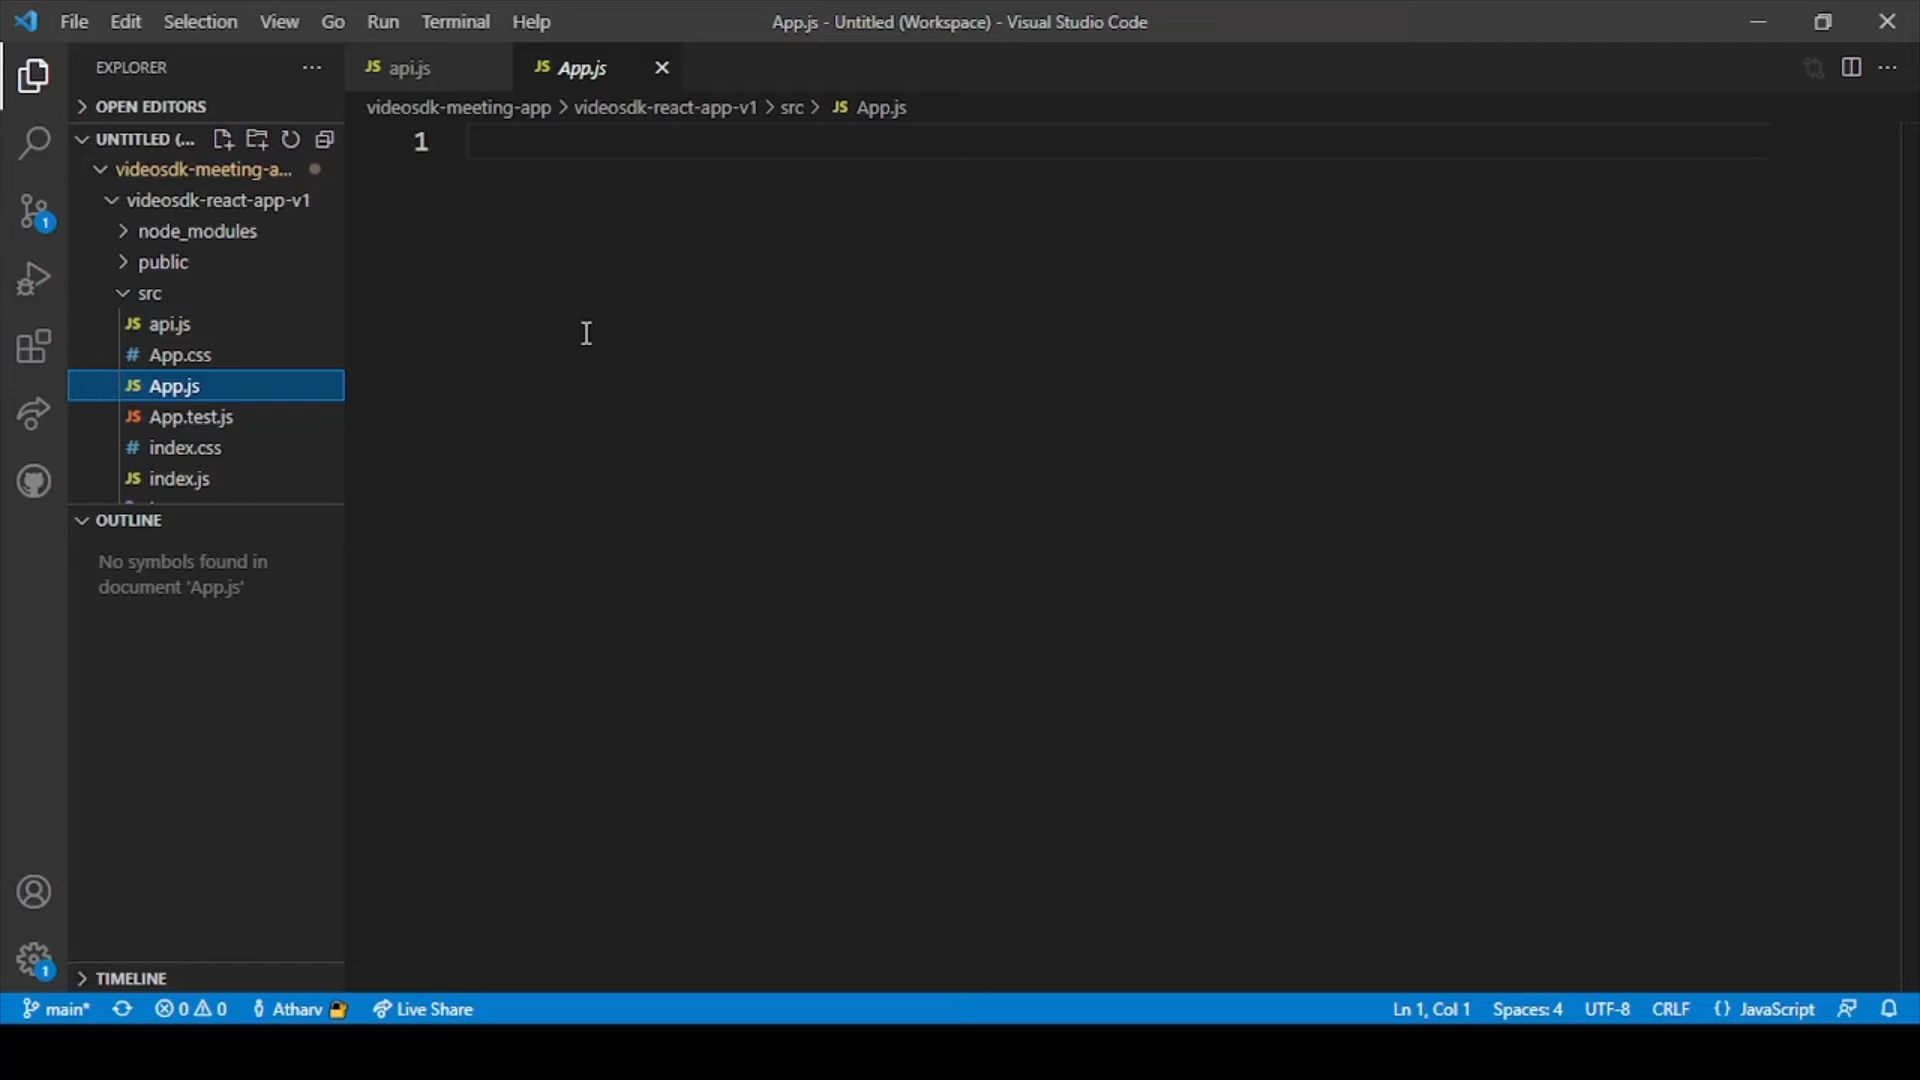 File Edit Selection View Go Run Terminal Help
App.js - Untitled (Workspace) - Visual Studio Code
EXPLORER
JS api.js
JS App.js
OPEN EDITORS
videosdk-meeting-app > videosdk-react-app-v1 > src > JS App.js
UNTITLED (...
1
videosdk-meeting-a...
videosdk-react-app-v1
node_modules
public
src
JS api.js
# App.css
JS App.js
JS App.test.js
# index.css
JS index.js
OUTLINE
No symbols found in
document 'App.js'
TIMELINE
1
1
main* 0 0 Atharv Live Share
Ln 1, Col 1 Spaces: 4 UTF-8 CRLF {} JavaScript